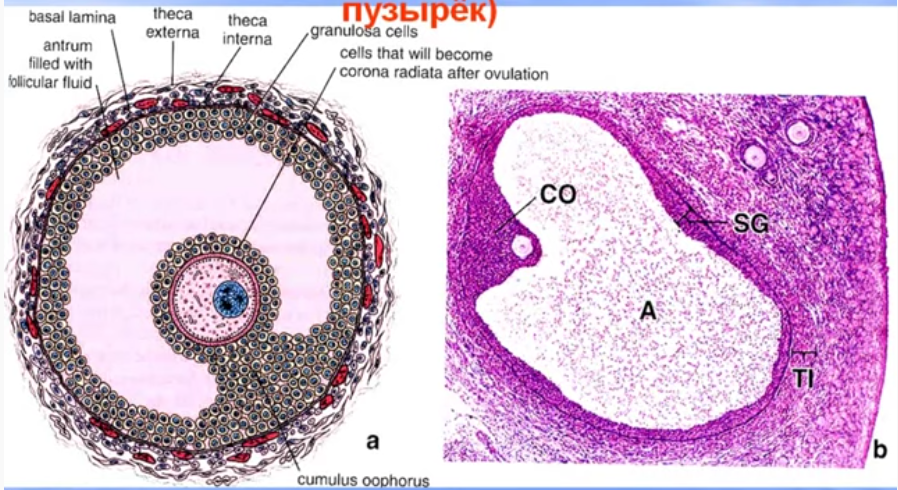 пузырёк)
basal lamina
theca
externa
theca
interna
granulosa cells
antrum
filled with
follicular fluid
cells that will become
corona radiata after ovulation
CO
SG
A
TI
a
b
cumulus oophorus